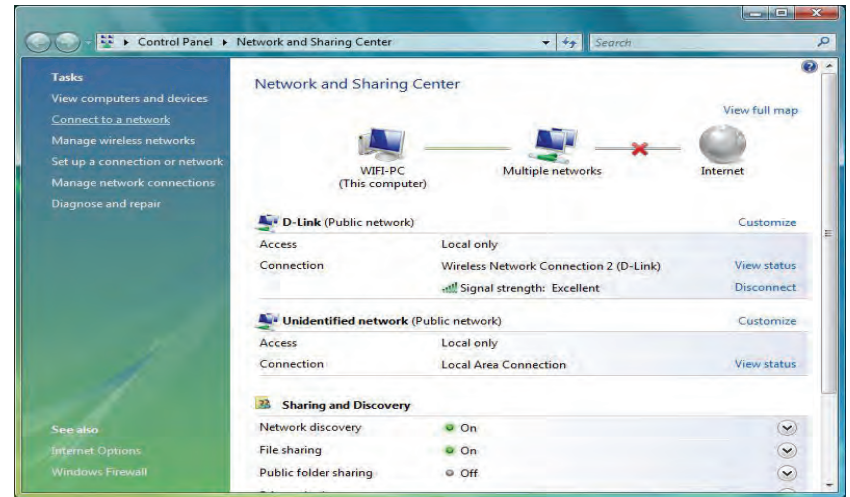 Control Panel ▸ Network and Sharing Center
Search
Tasks
View computers and devices
Connect to a network
Manage wireless networks
Set up a connection or network
Manage network connections
Diagnose and repair
See also
Internet Options
Windows Firewall
Network and Sharing Center
View full map
WIFI-PC
(This computer)
Multiple networks
Internet
D-Link (Public network) Customize
Access Local only
Connection Wireless Network Connection 2 (D-Link) View status
Signal strength: Excellent Disconnect
Unidentified network (Public network) Customize
Access Local only
Connection Local Area Connection View status
Sharing and Discovery
Network discovery On
File sharing On
Public folder sharing Off